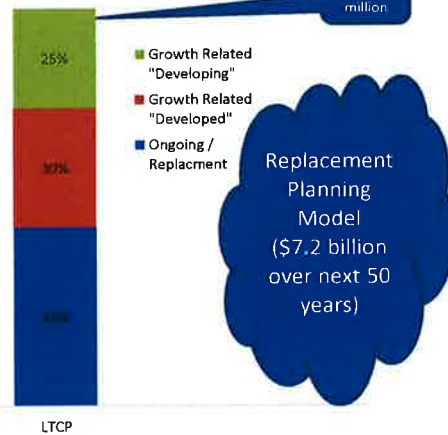 million
25%
Growth Related
"Developing"
Growth Related
"Developed"
Ongoing /
Replacment
30%
Replacement
Planning
Model
($7.2 billion
over next 50
years)
LTCP